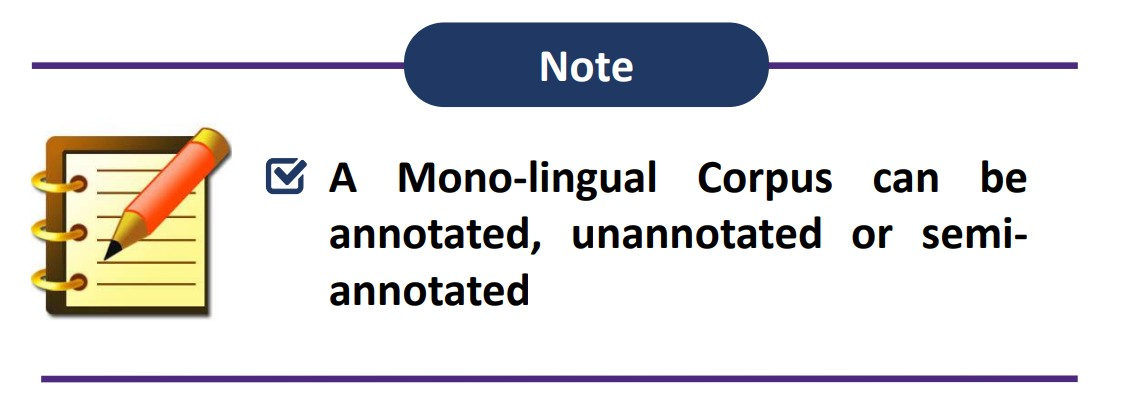 Note
A Mono-lingual Corpus can be
annotated, unannotated or semi-
annotated